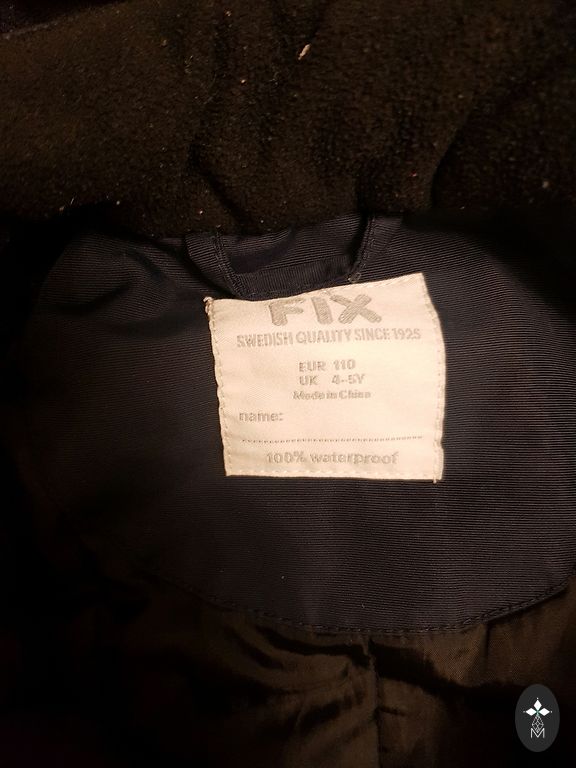 FIX
SWEDISH QUALITY SINCE 1925
EUR 110
UK 4-5Y
Made in China
name:
100% waterproof
M